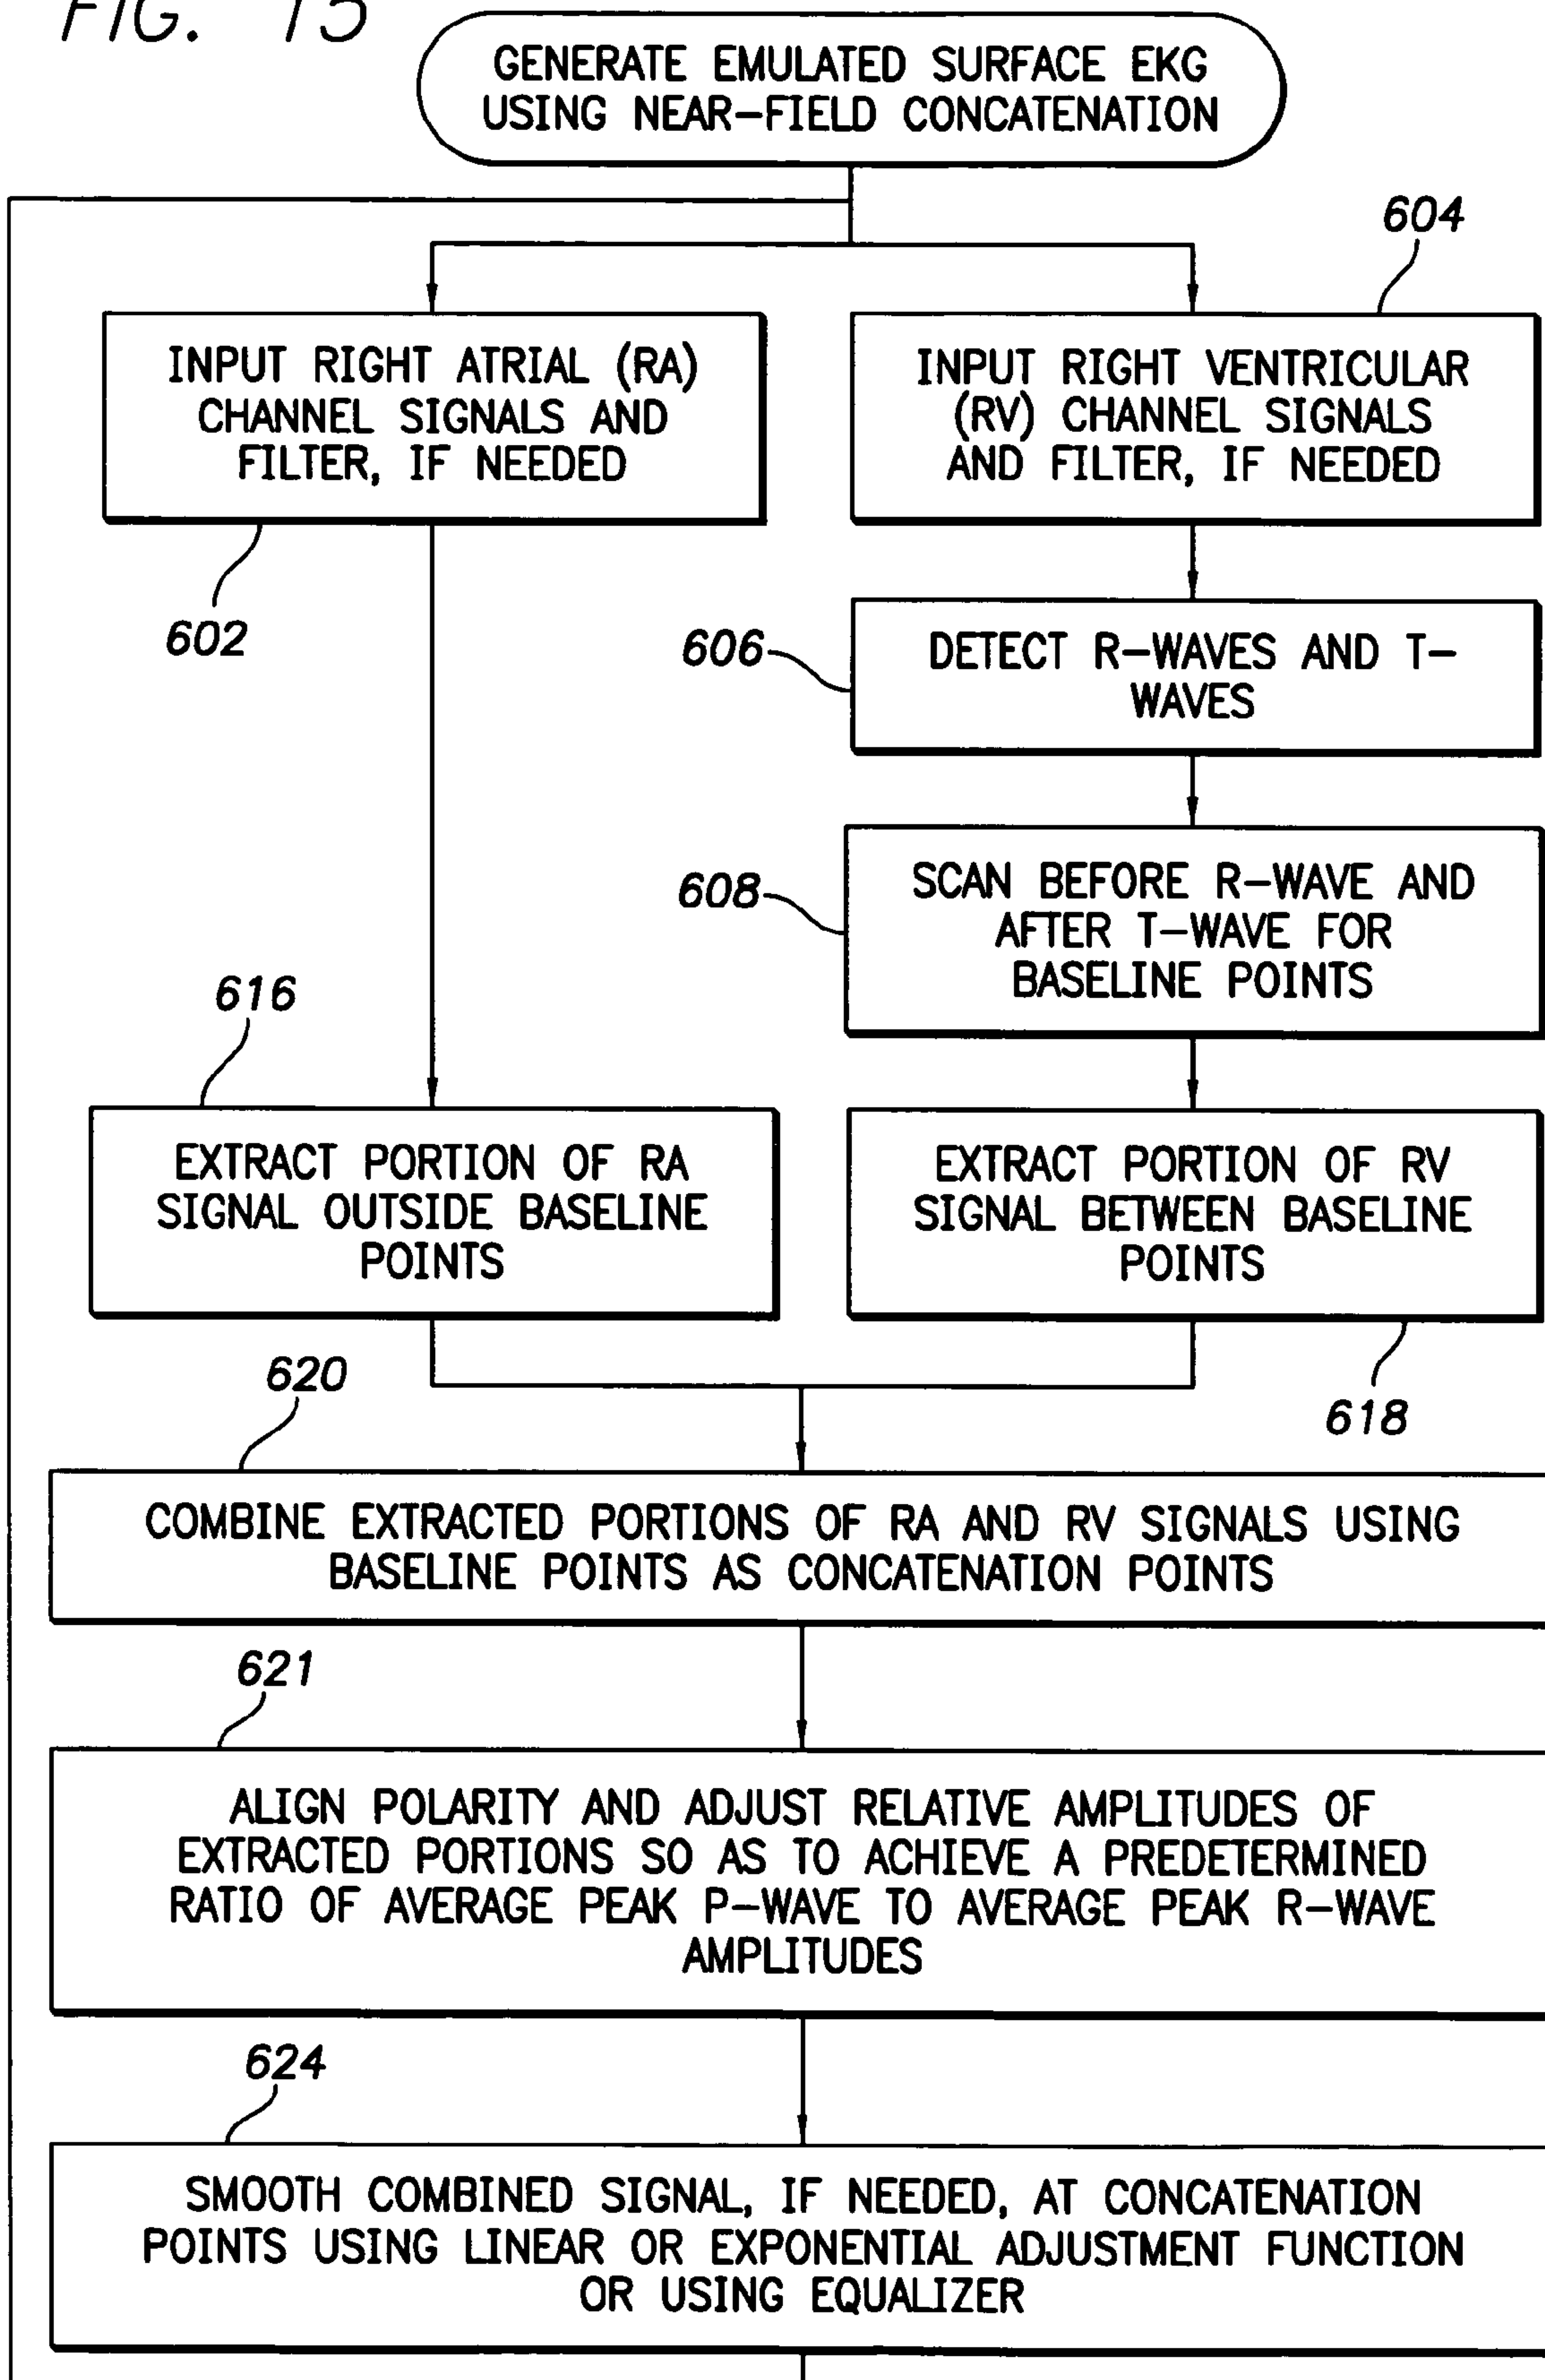 FIG. 15
GENERATE EMULATED SURFACE EKG
USING NEAR-FIELD CONCATENATION
604
INPUT RIGHT ATRIAL (RA)
CHANNEL SIGNALS AND
FILTER, IF NEEDED
INPUT RIGHT VENTRICULAR
(RV) CHANNEL SIGNALS
AND FILTER, IF NEEDED
602
606
DETECT R-WAVES AND T-
WAVES
608
SCAN BEFORE R-WAVE AND
AFTER T-WAVE FOR
BASELINE POINTS
616
EXTRACT PORTION OF RA
SIGNAL OUTSIDE BASELINE
POINTS
EXTRACT PORTION OF RV
SIGNAL BETWEEN BASELINE
POINTS
618
620
COMBINE EXTRACTED PORTIONS OF RA AND RV SIGNALS USING
BASELINE POINTS AS CONCATENATION POINTS
621
ALIGN POLARITY AND ADJUST RELATIVE AMPLITUDES OF
EXTRACTED PORTIONS SO AS TO ACHIEVE A PREDETERMINED
RATIO OF AVERAGE PEAK P-WAVE TO AVERAGE PEAK R-WAVE
AMPLITUDES
624
SMOOTH COMBINED SIGNAL, IF NEEDED, AT CONCATENATION
POINTS USING LINEAR OR EXPONENTIAL ADJUSTMENT FUNCTION
OR USING EQUALIZER